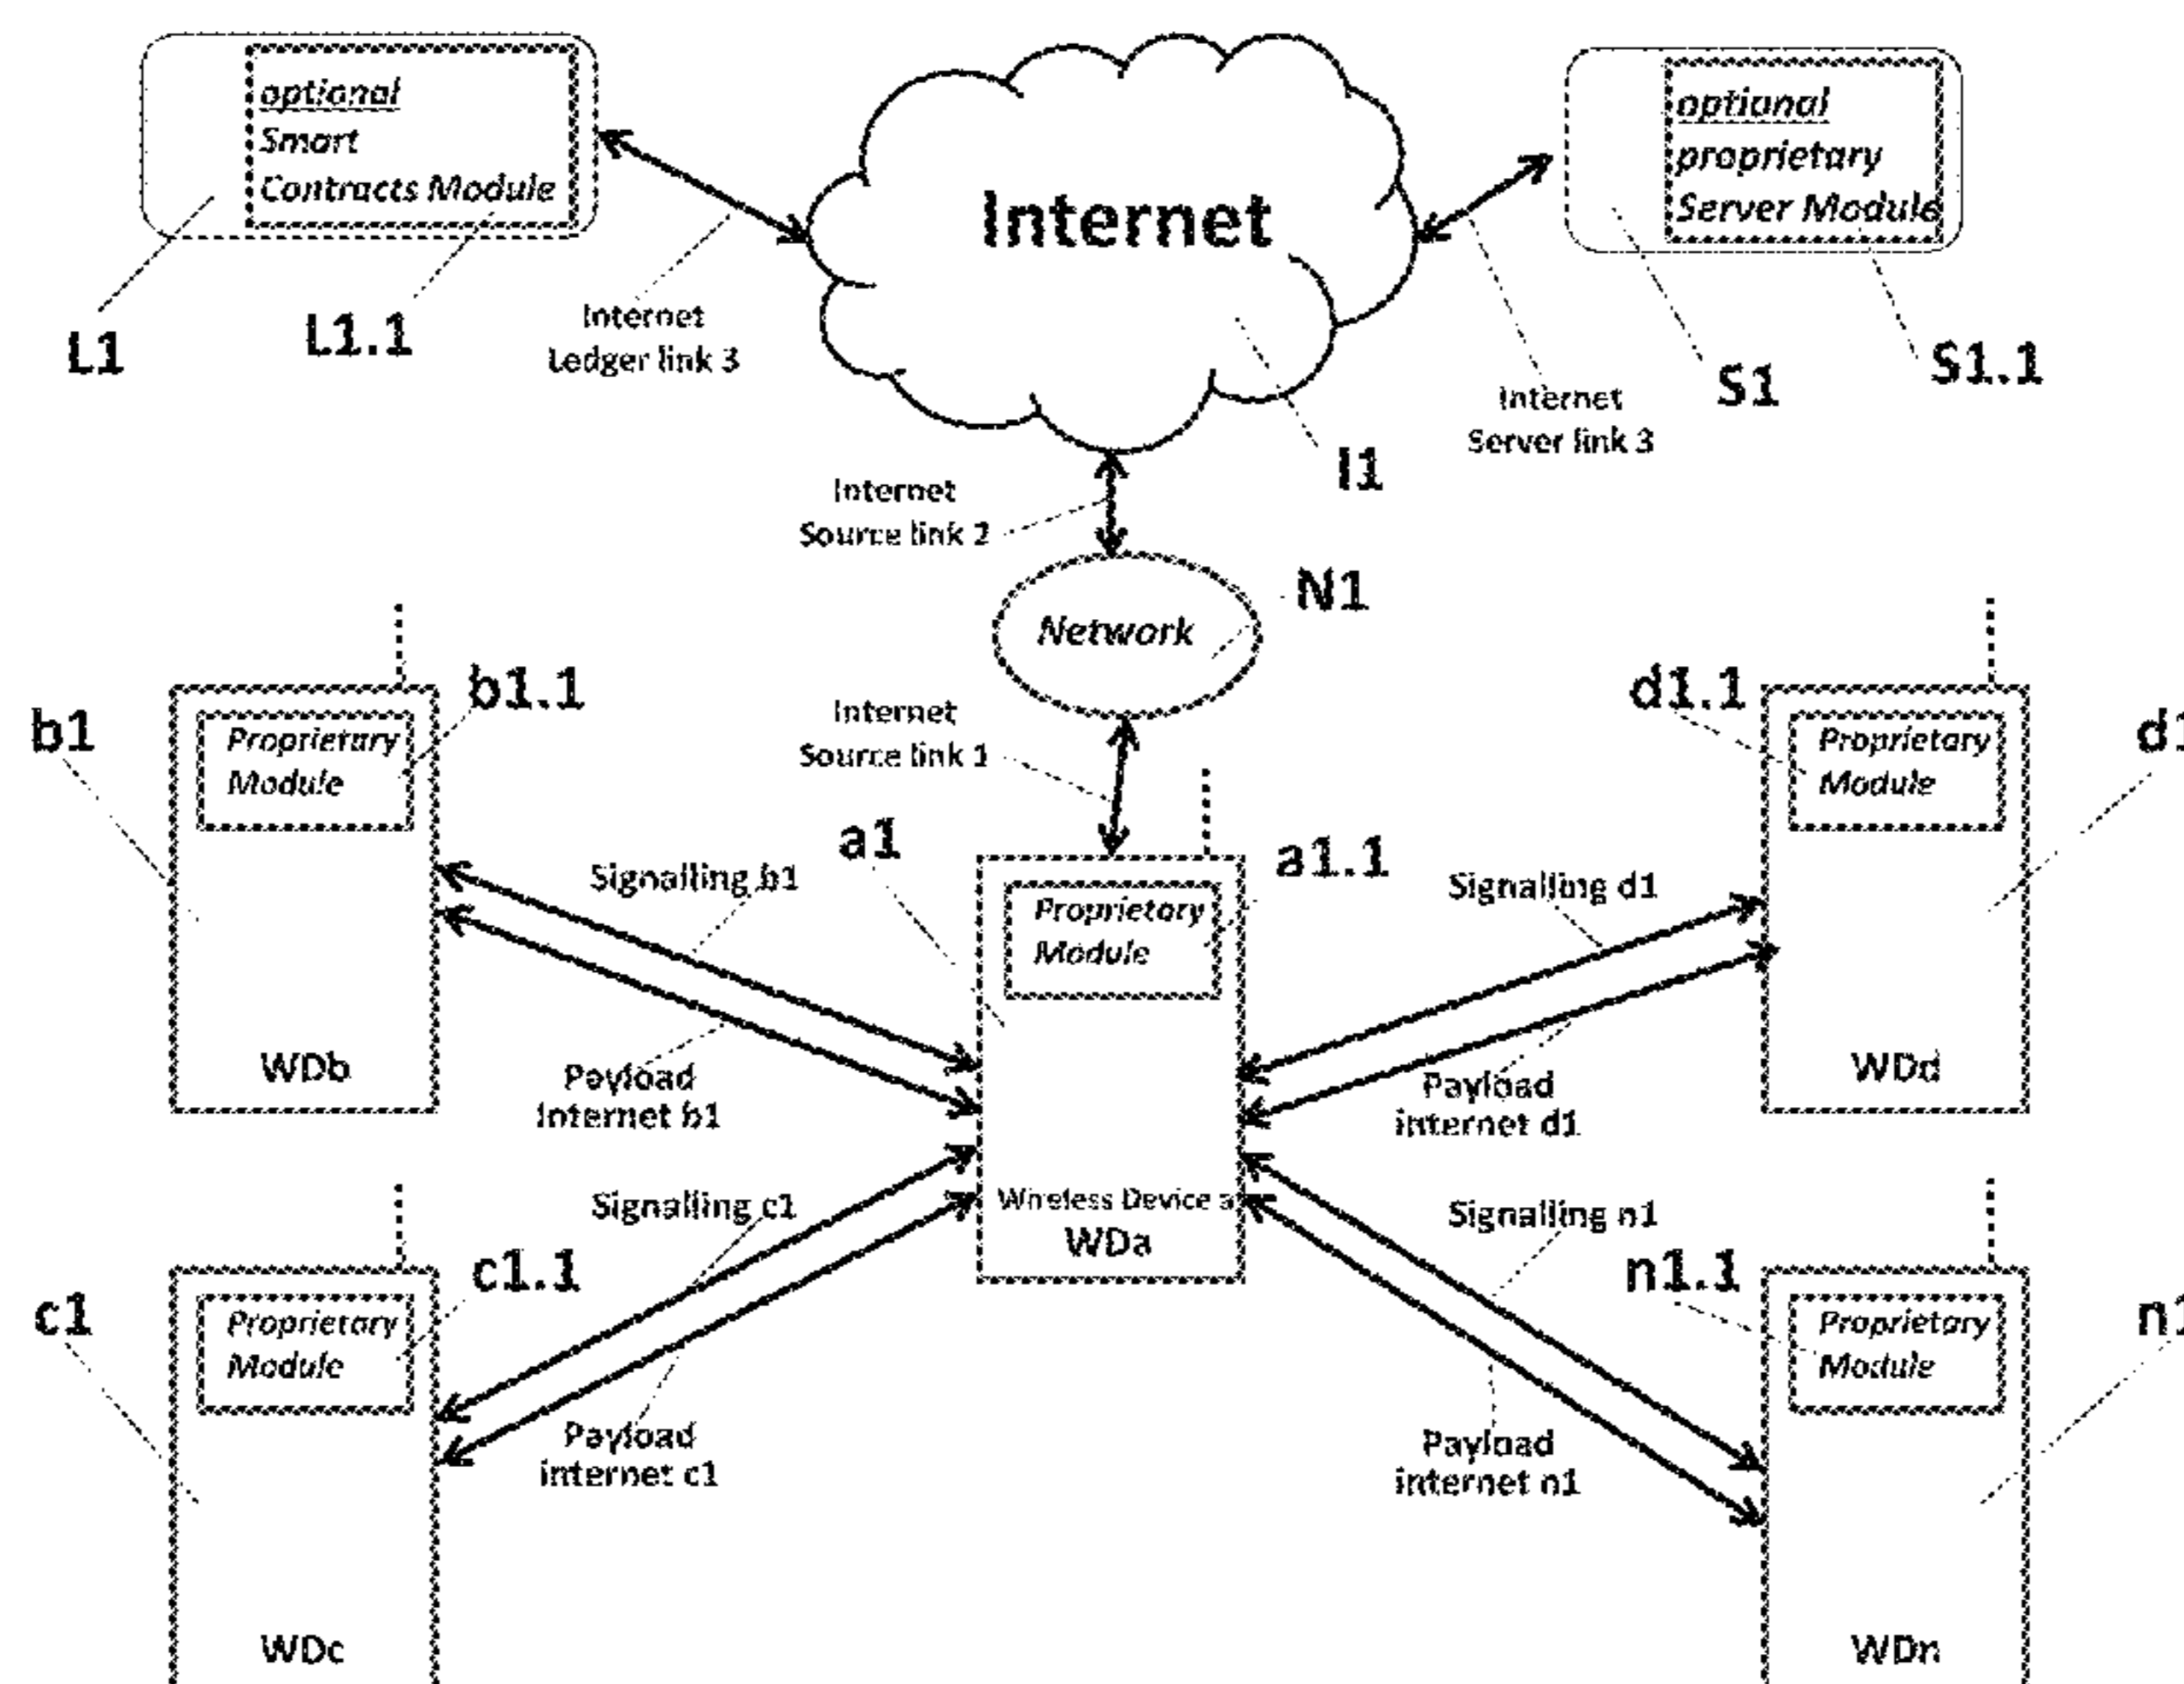 optional
Smart
Contracts Module
L1
L1.1
Internet
Ledger link 3
Internet
I1
optional
proprietary
Server Module
S1
S1.1
Internet
Server link 3
Internet
Source link 2
Network
N1
Internet
Source link 1
b1
b1.1
Proprietary
Module
WDb
Signalling b1
Payload
Internet b1
a1
a1.1
Proprietary
Module
Wireless Device a
WDa
d1.1
d1
Proprietary
Module
WDd
Signalling d1
Payload
internet d1
c1
c1.1
Proprietary
Module
WDc
Signalling c1
Payload
internet c1
Signalling n1
Payload
internet n1
n1.1
n1
Proprietary
Module
WDn